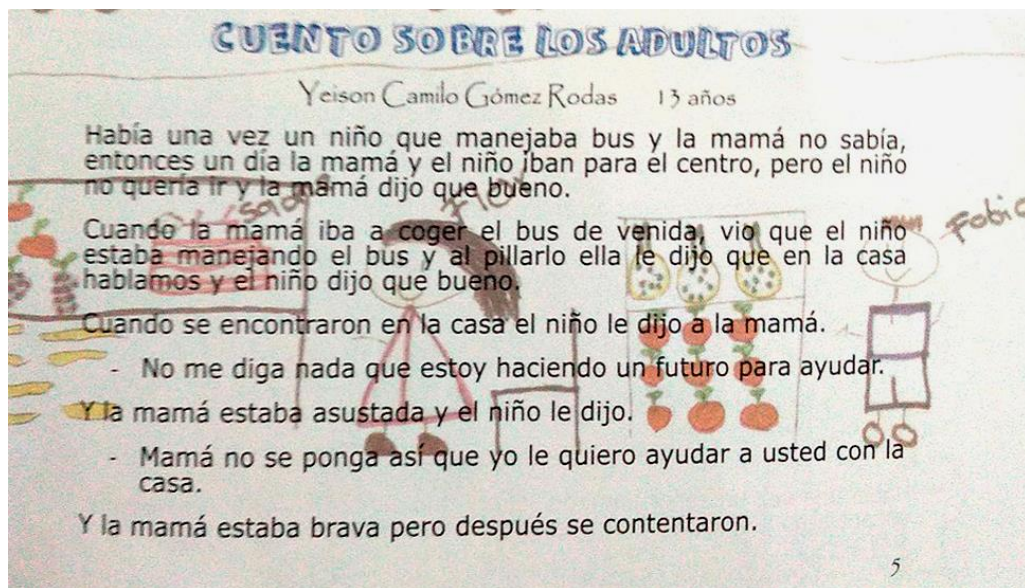 CUENTO SOBRE LOS ADULTOS
Yeison Camilo Gómez Rodas 13 años
Había una vez un niño que manejaba bus y la mamá no sabía,
entonces un día la mamá y el niño iban para el centro, pero el niño
no quería ir y la mamá dijo que bueno.
Cuando la mamá iba a coger el bus de venida, vio que el niño
estaba manejando el bus y al pillarlo ella le dijo que en la casa
hablamos y el niño dijo que bueno.
Cuando se encontraron en la casa el niño le dijo a la mamá.
- No me diga nada que estoy haciendo un futuro para ayudar.
Y la mamá estaba asustada y el niño le dijo.
- Mamá no se ponga así que yo le quiero ayudar a usted con la
casa.
Y la mamá estaba brava pero después se contentaron.
5